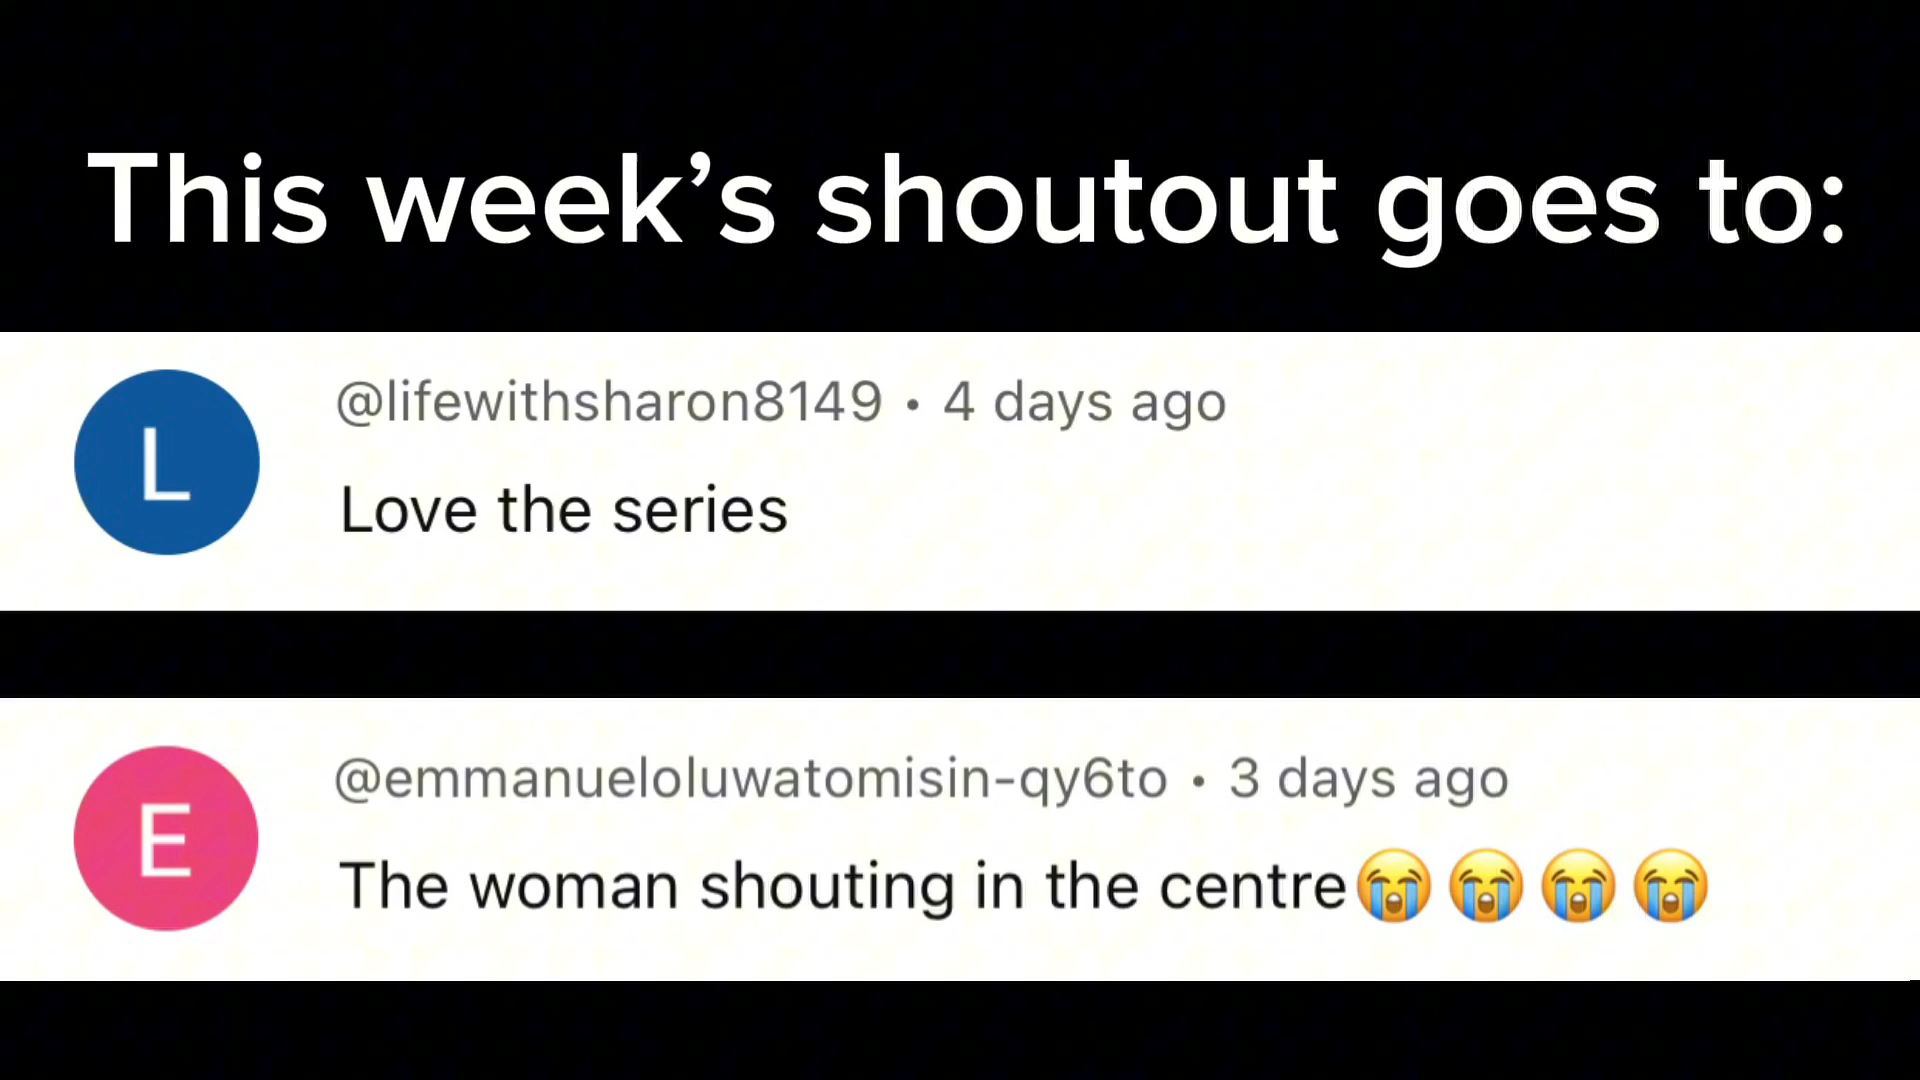 This week’s shoutout goes to:
L
@lifewithsharon8149 • 4 days ago
Love the series
E
@emmanueloluwatomisin-qy6to • 3 days ago
The woman shouting in the centre😭😭😭😭